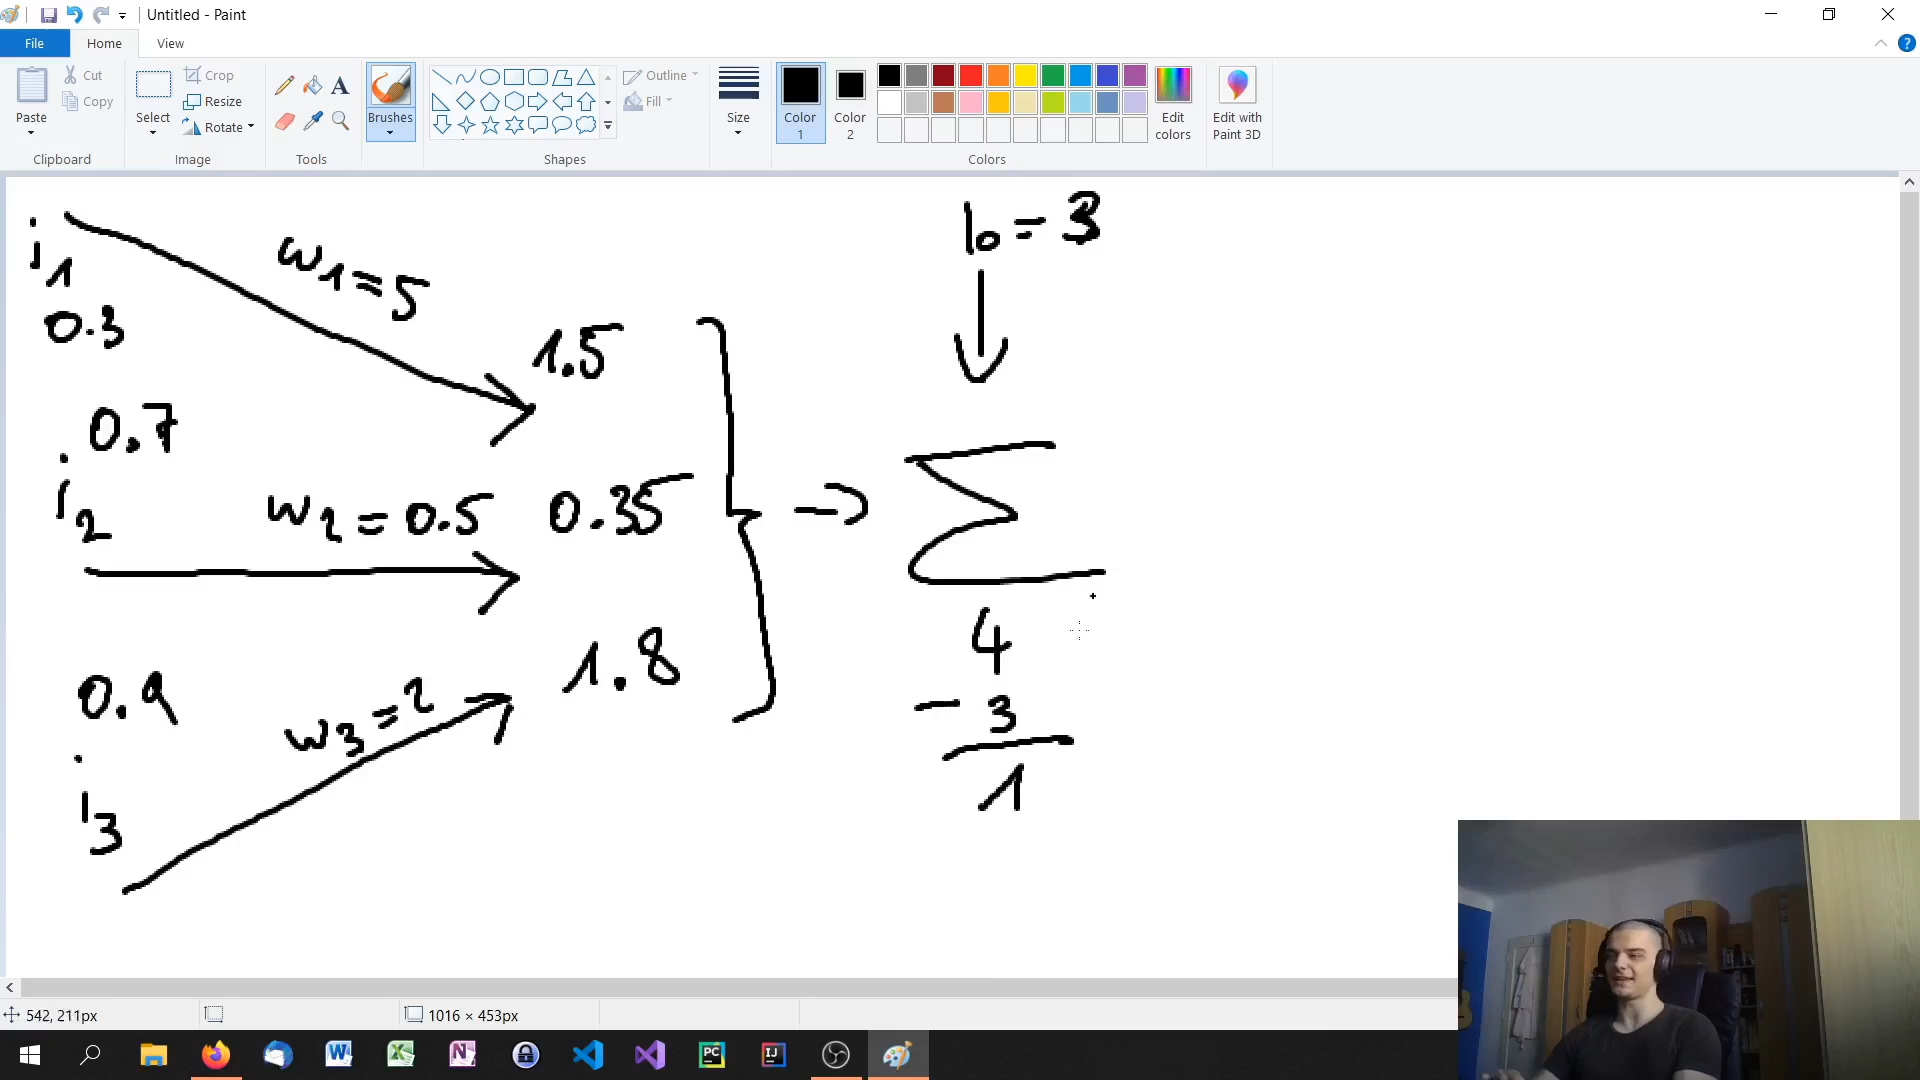 Untitled - Paint
File
Home
View
Paste
Cut
Copy
Clipboard
Select
Crop
Resize
Rotate
Image
A
Tools
Brushes
Outline
Fill
Shapes
Size
Color 1
Color 2
Edit colors
Edit with Paint 3D
Colors
i1
0.3
w1=5
1.5
b=3
0.7
i2
w2=0.5
0.35
Σ
0.9
i3
w3=2
1.8
4
-3
1
542, 211px
1016 × 453px
W
X
N
PC
IJ